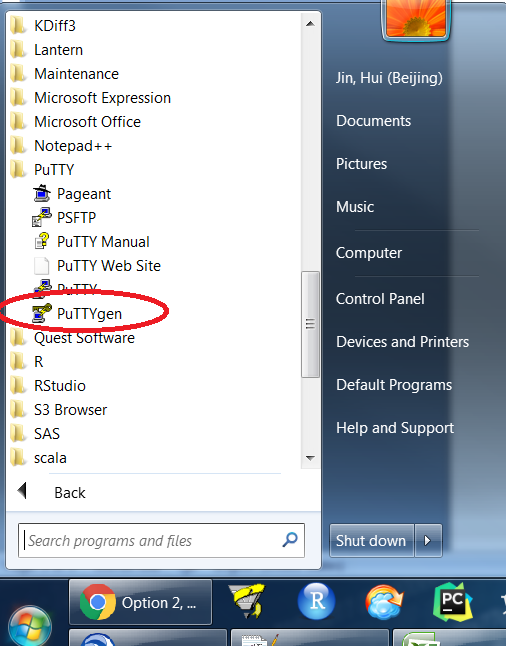 KDiff3
Lantern
Maintenance
Microsoft Expression
Microsoft Office
Notepad++
PuTTY
Pageant
PSFTP
PuTTY Manual
PuTTY Web Site
PuTTY
PuTTYgen
Quest Software
R
RStudio
S3 Browser
SAS
scala
Back
Search programs and files
Jin, Hui (Beijing)
Documents
Pictures
Music
Computer
Control Panel
Devices and Printers
Default Programs
Help and Support
Shut down
Option 2, ...
R
PC